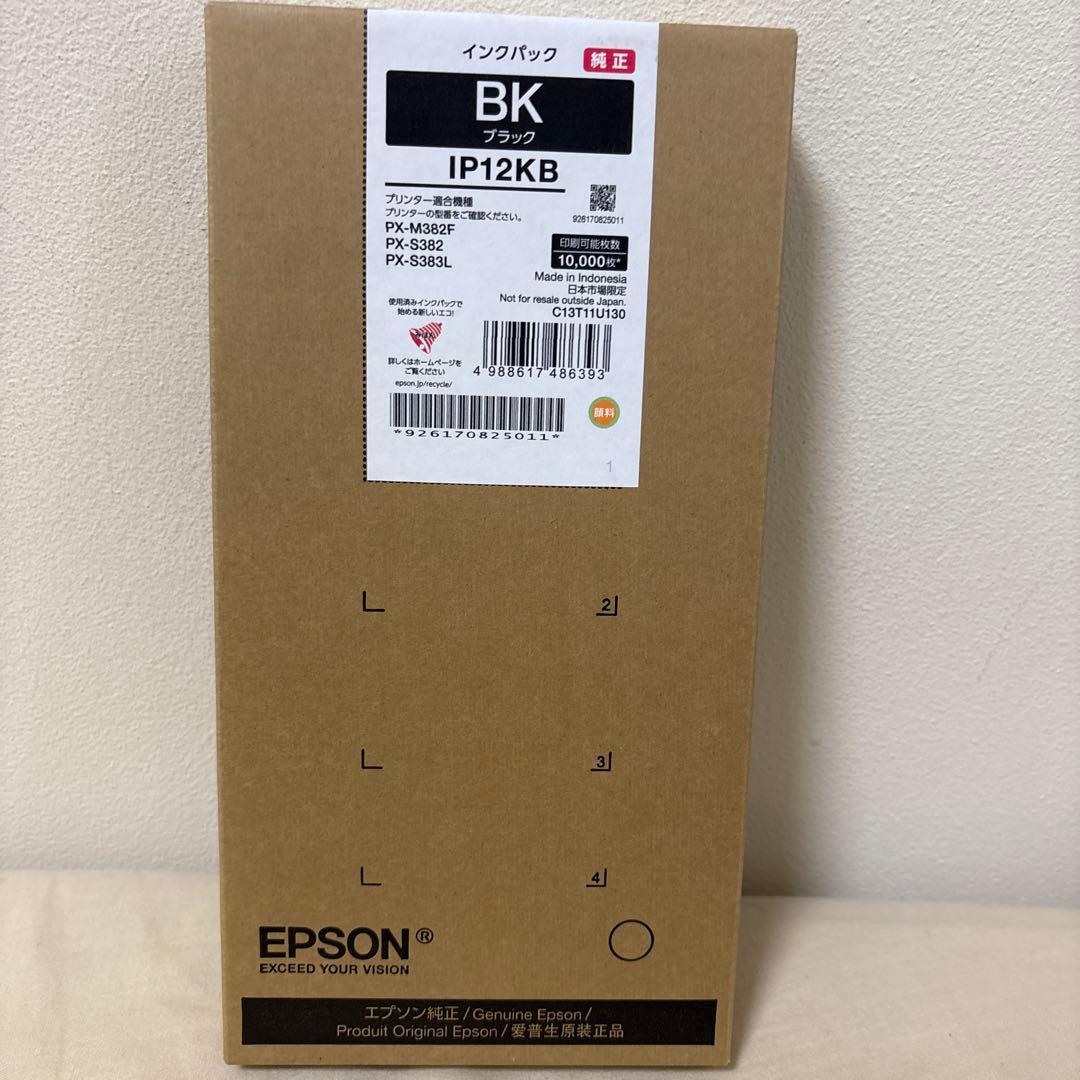 インクパック
純正
BK
ブラック
IP12KB
プリンター適合機種
プリンターの型番をご確認ください。
PX-M382F
PX-S382
PX-S383L
926170825011
印刷可能枚数
10,000枚*
Made in Indonesia
日本市場限定
Not for resale outside Japan.
C13T11U130
使用済みインクパックで
始める新しいエコ!
詳しくはホームページを
ご覧ください
epson.jp/recycle/
4 988617 486393
*926170825011*
顔料
1
2
3
4
EPSON®
EXCEED YOUR VISION
エプソン純正/Genuine Epson/
Produit Original Epson/爱普生原装正品